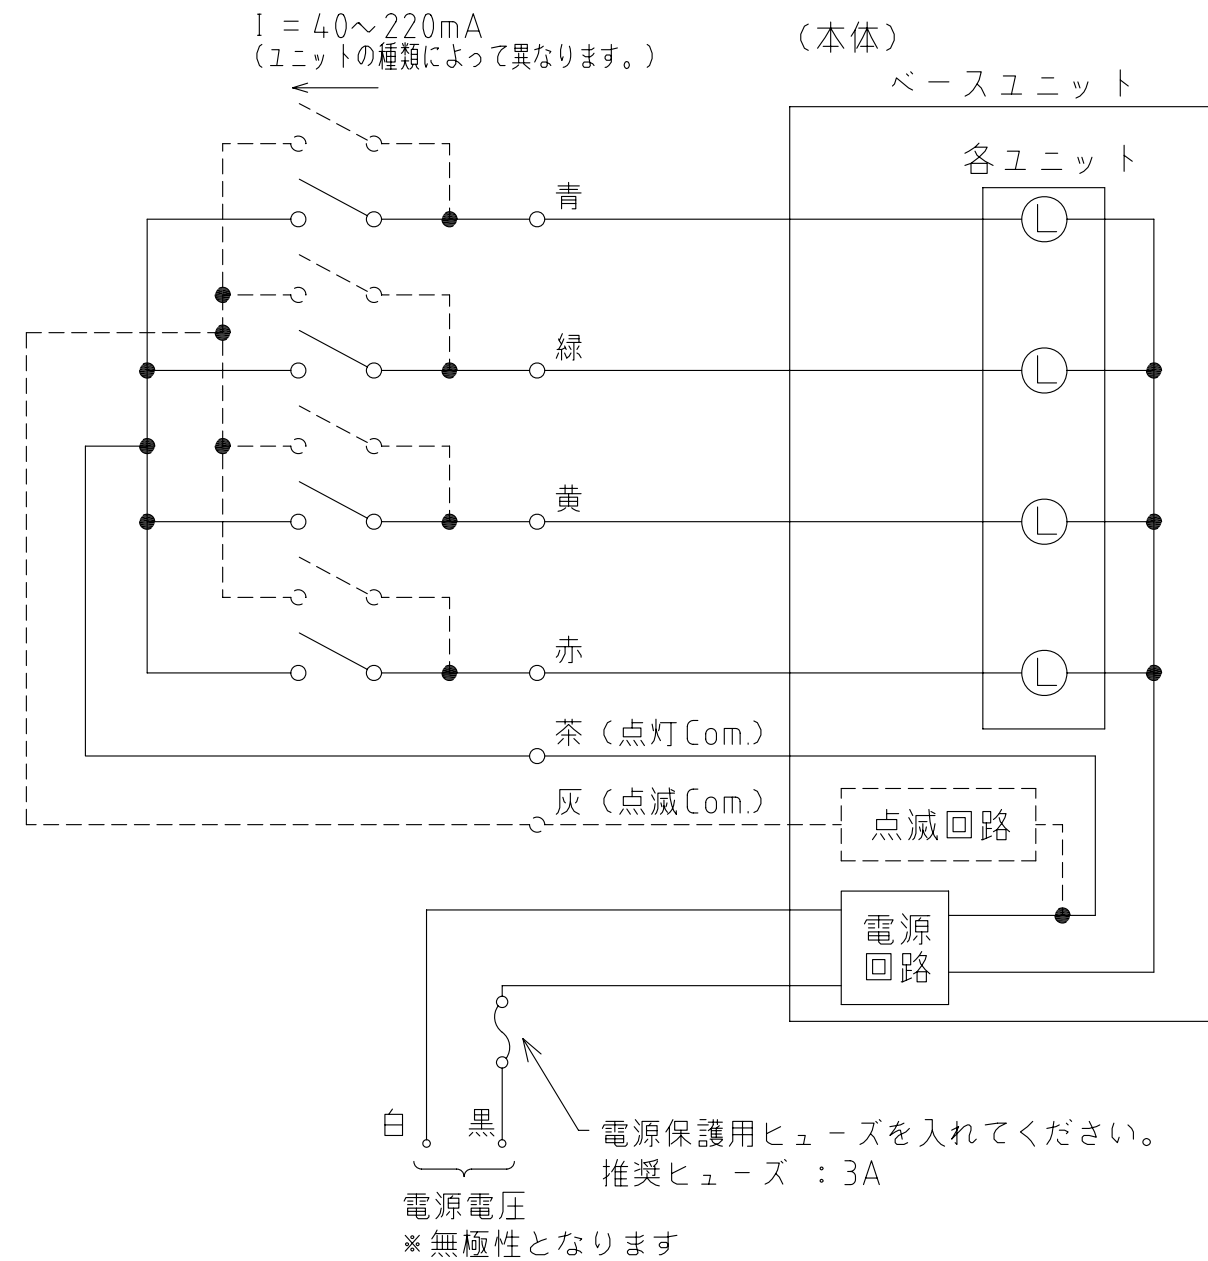 I = 40～220mA
（ユニットの種類によって異なります。）
（本体）
ベースユニット
各ユニット
青
L
緑
L
黄
L
赤
L
茶（点灯Com.）
灰（点滅Com.）
点滅回路
電源
回路
白
黒
電源保護用ヒューズを入れてください。
推奨ヒューズ ：3A
電源電圧
※無極性となります